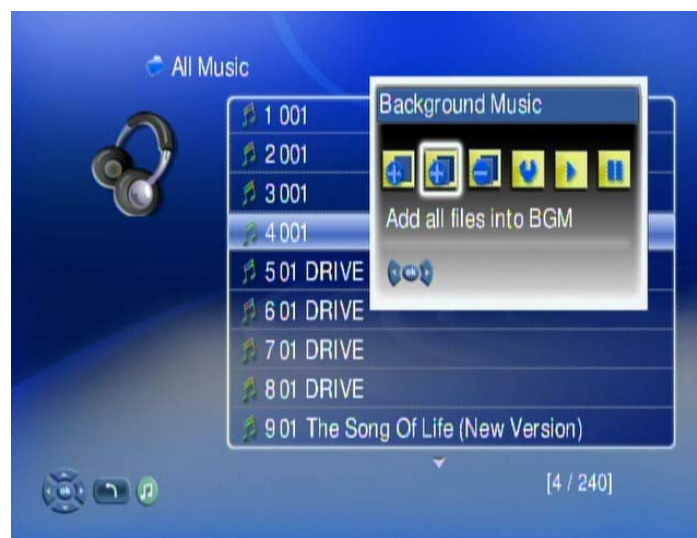 All Music
1 001
2 001
3 001
4 001
5 01 DRIVE
6 01 DRIVE
7 01 DRIVE
8 01 DRIVE
9 01 The Song Of Life (New Version)
Background Music
Add all files into BGM
ok
ok
[4 / 240]